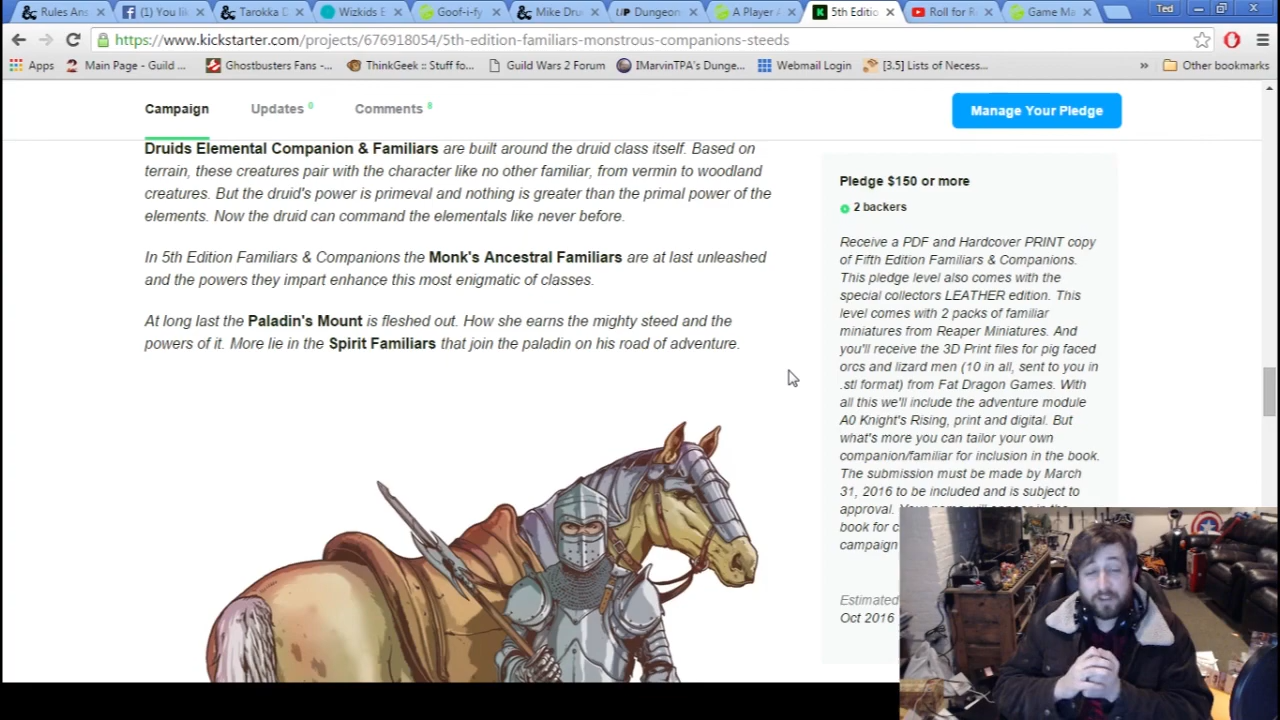 Rules Ans
(1) You lik
Tarokka D
Wizkids E
Goof-i-fy
Mike Dru
Dungeon
A Player A
5th Editio
Roll for R
Game Ma
Ted
https://www.kickstarter.com/projects/676918054/5th-edition-familiars-monstrous-companions-steeds
Apps
Main Page - Guild ...
Ghostbusters Fans -...
ThinkGeek :: Stuff fo...
Guild Wars 2 Forum
IMarvinTPA's Dunge...
Webmail Login
[3.5] Lists of Necess...
»
Other bookmarks
Campaign
Updates 0
Comments 8
Manage Your Pledge
Druids Elemental Companion & Familiars are built around the druid class itself. Based on
terrain, these creatures pair with the character like no other familiar, from vermin to woodland
creatures. But the druid's power is primeval and nothing is greater than the primal power of the
elements. Now the druid can command the elementals like never before.
In 5th Edition Familiars & Companions the Monk's Ancestral Familiars are at last unleashed
and the powers they impart enhance this most enigmatic of classes.
At long last the Paladin's Mount is fleshed out. How she earns the mighty steed and the
powers of it. More lie in the Spirit Familiars that join the paladin on his road of adventure.
Pledge $150 or more
2 backers
Receive a PDF and Hardcover PRINT copy
of Fifth Edition Familiars & Companions.
This pledge level also comes with the
special collectors LEATHER edition. This
level comes with 2 packs of familiar
miniatures from Reaper Miniatures. And
you'll receive the 3D Print files for pig faced
orcs and lizard men (10 in all, sent to you in
.stl format) from Fat Dragon Games. With
all this we'll include the adventure module
A0 Knight's Rising, print and digital. But
what's more you can tailor your own
companion/familiar for inclusion in the book.
The submission must be made by March
31, 2016 to be included and is subject to
approval.
book for c
campaign
Estimated
Oct 2016